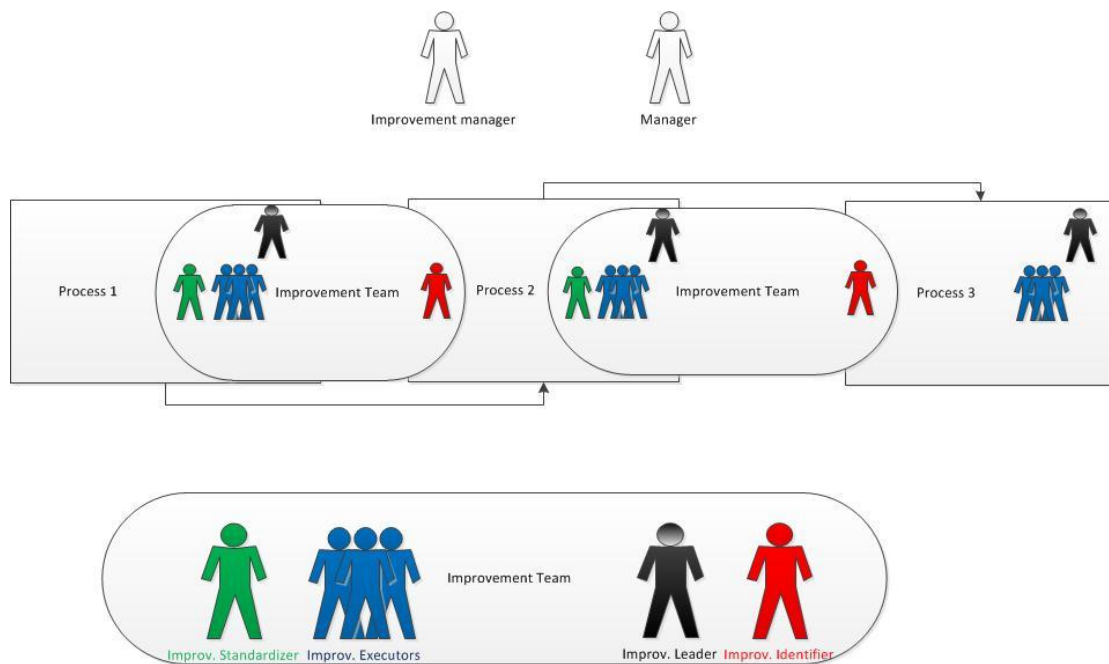 Improvement manager
Manager
Process 1
Improvement Team
Process 2
Improvement Team
Process 3
Improvement Team
Improv. Standardizer
Improv. Executors
Improv. Leader
Improv. Identifier